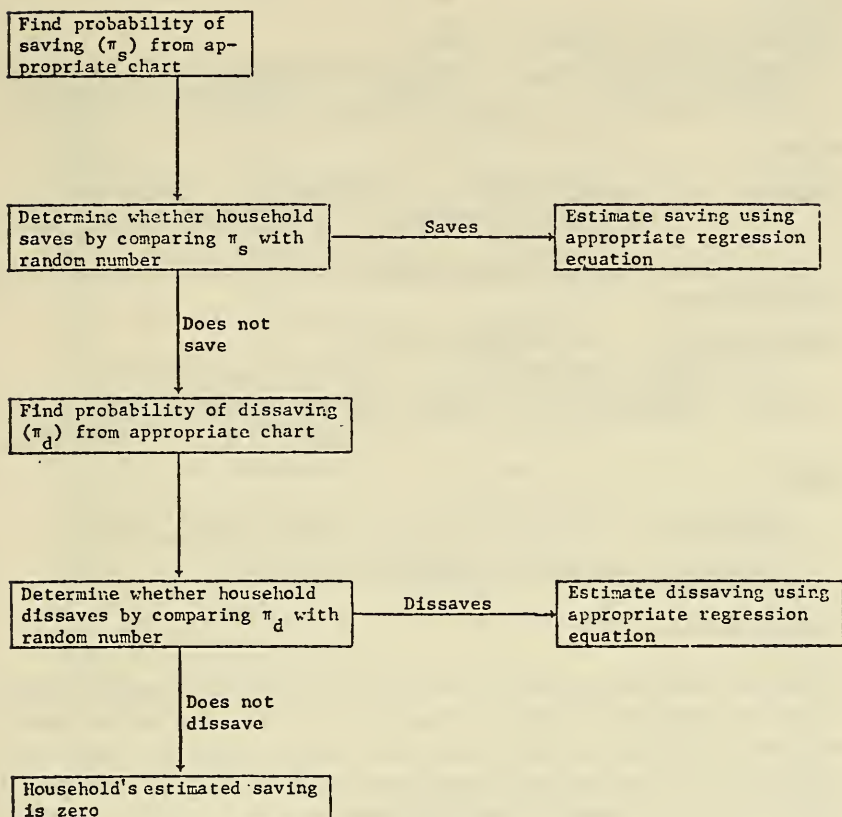 Find probability of
saving (π_s) from ap-
propriate chart
Determine whether household
saves by comparing π_s with
random number
Saves
Estimate saving using
appropriate regression
equation
Does not
save
Find probability of dissaving
(π_d) from appropriate chart
Determine whether household
dissaves by comparing π_d with
random number
Dissaves
Estimate dissaving using
appropriate regression
equation
Does not
dissave
Household's estimated saving
is zero